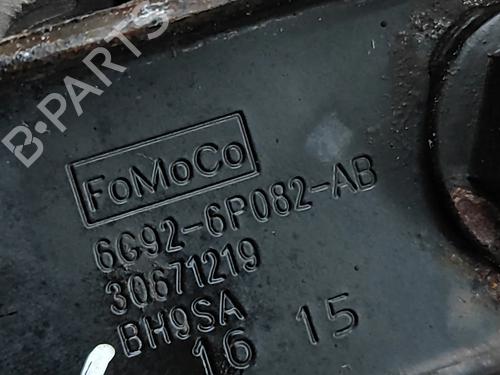 B-PARTS
FoMoCo
6G92-6P082-AB
30671219
BH9SA
16 15